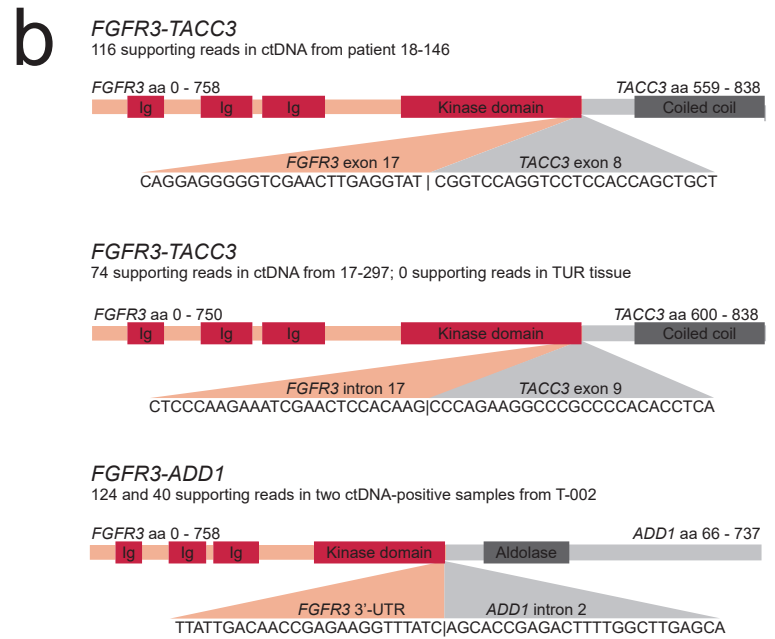 b
FGFR3-TACC3
116 supporting reads in ctDNA from patient 18-146
FGFR3 aa 0 - 758 TACC3 aa 559 - 838
Ig Ig Ig Kinase domain Coiled coil
FGFR3 exon 17 TACC3 exon 8
CAGGAGGGGGTCGAACTTGAGGTAT | CGGTCCAGGTCCTCCACCAGCTGCT
FGFR3-TACC3
74 supporting reads in ctDNA from 17-297; 0 supporting reads in TUR tissue
FGFR3 aa 0 - 750 TACC3 aa 600 - 838
Ig Ig Ig Kinase domain Coiled coil
FGFR3 intron 17 TACC3 exon 9
CTCCCAAGAAATCGAACTCCACAAG|CCCAGAAGGCCCGCCCCACACCTCA
FGFR3-ADD1
124 and 40 supporting reads in two ctDNA-positive samples from T-002
FGFR3 aa 0 - 758 ADD1 aa 66 - 737
Ig Ig Ig Kinase domain Aldolase
FGFR3 3'-UTR ADD1 intron 2
TTATTGACAACCGAGAAGGTTTATC|AGCACCGAGACTTTTGGCTTGAGCA